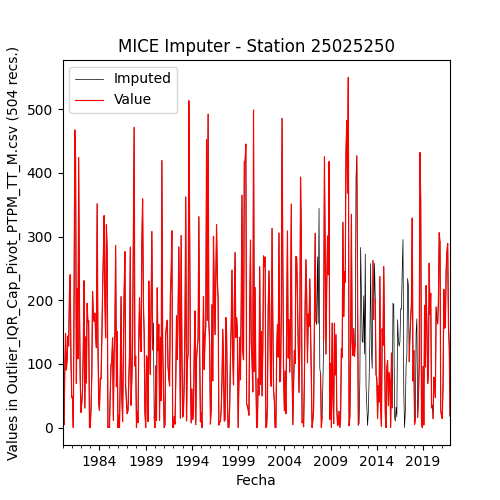 MICE Imputer - Station 25025250
Values in Outlier_IQR_Cap_Pivot_PTPM_TT_M.csv (504 recs.)
Imputed
Value
500
400
300
200
100
0
1984 1989 1994 1999 2004 2009 2014 2019
Fecha